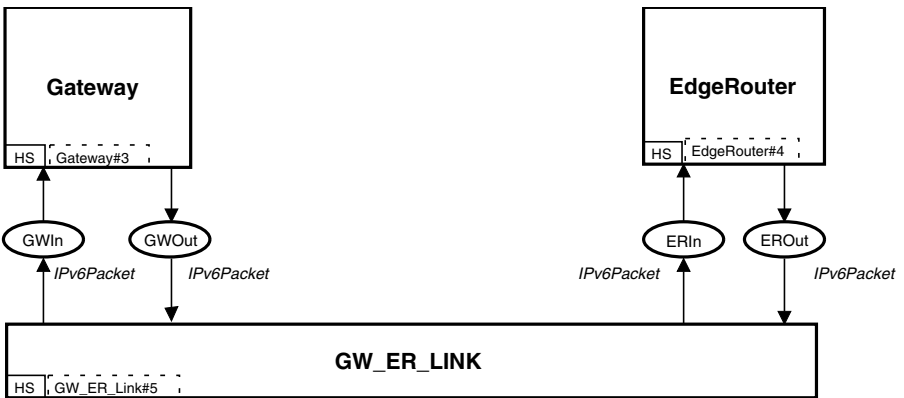 Gateway
HS Gateway#3
EdgeRouter
HS EdgeRouter#4
GWIn
GWOut
ERIn
EROut
IPv6Packet
IPv6Packet
IPv6Packet
IPv6Packet
GW_ER_LINK
HS GW_ER_Link#5